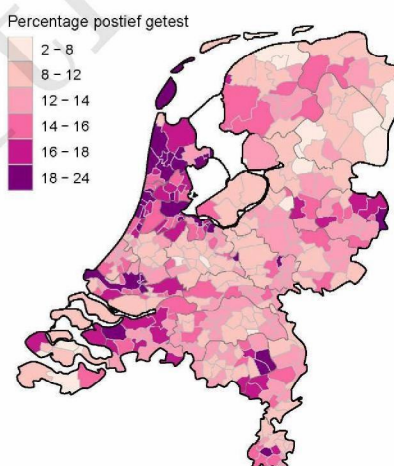 Percentage postief getest
2 – 8
8 – 12
12 – 14
14 – 16
16 – 18
18 – 24